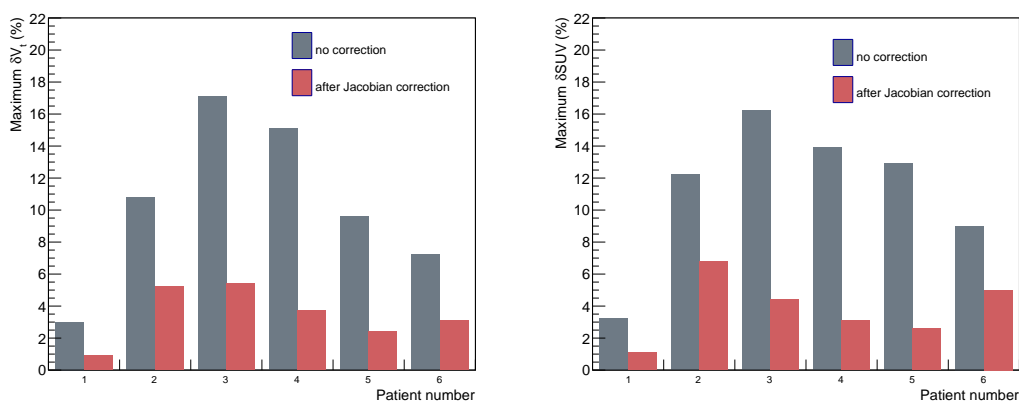 Maximum δVt (%)
22
20
18
16
14
12
10
8
6
4
2
0
no correction
after Jacobian correction
1 2 3 4 5 6
Patient number
Maximum δSUV (%)
22
20
18
16
14
12
10
8
6
4
2
0
no correction
after Jacobian correction
1 2 3 4 5 6
Patient number